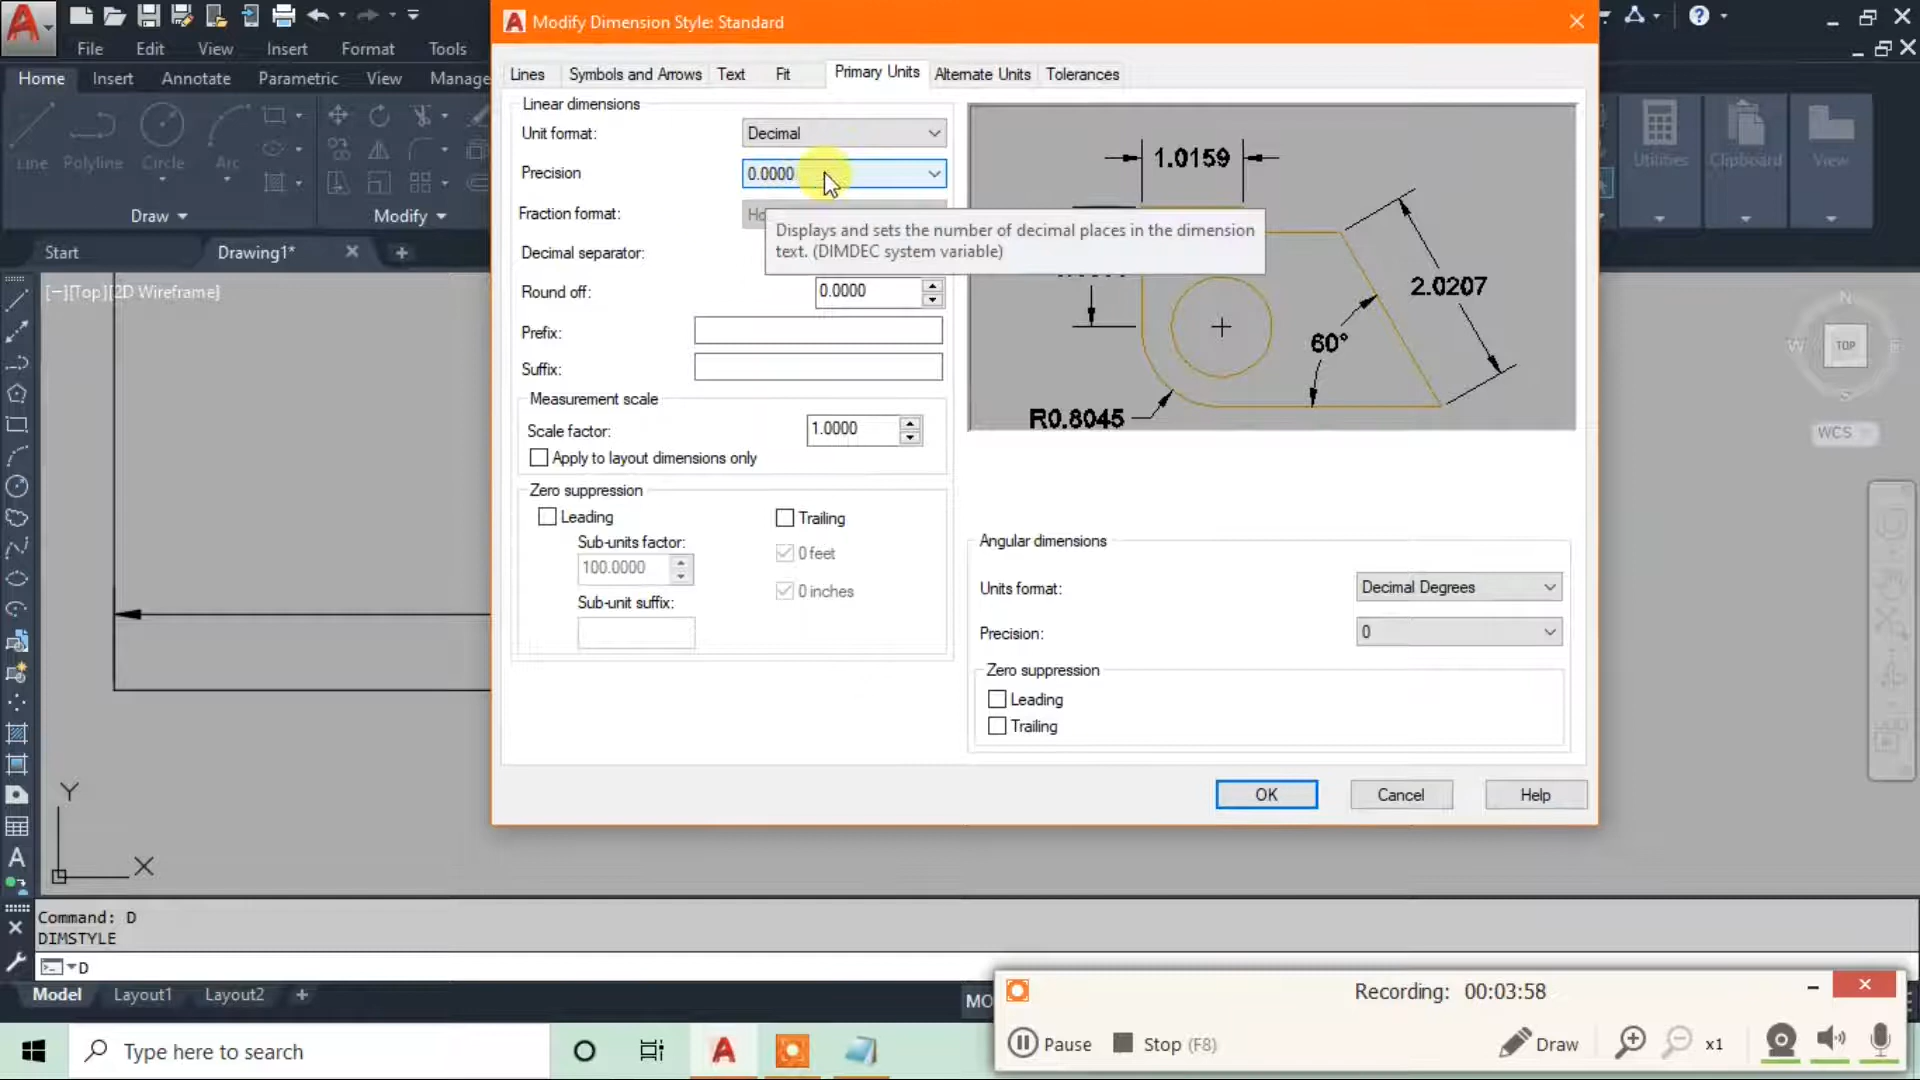 Modify Dimension Style: Standard
File Edit View Insert Format Tools
Home Insert Annotate Parametric View Manage
Lines Symbols and Arrows Text Fit Primary Units Alternate Units Tolerances
Linear dimensions
Unit format: Decimal
Precision 0.0000
Fraction format:
Decimal separator:
Displays and sets the number of decimal places in the dimension
text. (DIMDEC system variable)
Round off: 0.0000
Prefix:
Suffix:
Measurement scale
Scale factor: 1.0000
Apply to layout dimensions only
Zero suppression
Leading
Trailing
Sub-units factor:
100.0000
0 feet
Sub-unit suffix:
0 inches
1.0159
2.0207
60°
R0.8045
Angular dimensions
Units format: Decimal Degrees
Precision: 0
Zero suppression
Leading
Trailing
OK Cancel Help
Line Polyline Circle Arc
Draw Modify
Utilities Clipboard View
Start Drawing1*
[—][Top][2D Wireframe]
N
W TOP E
S
WCS
Y
X
Command: D
DIMSTYLE
D
Model Layout1 Layout2
MO
Recording: 00:03:58
Pause Stop (F8) Draw x1
Type here to search